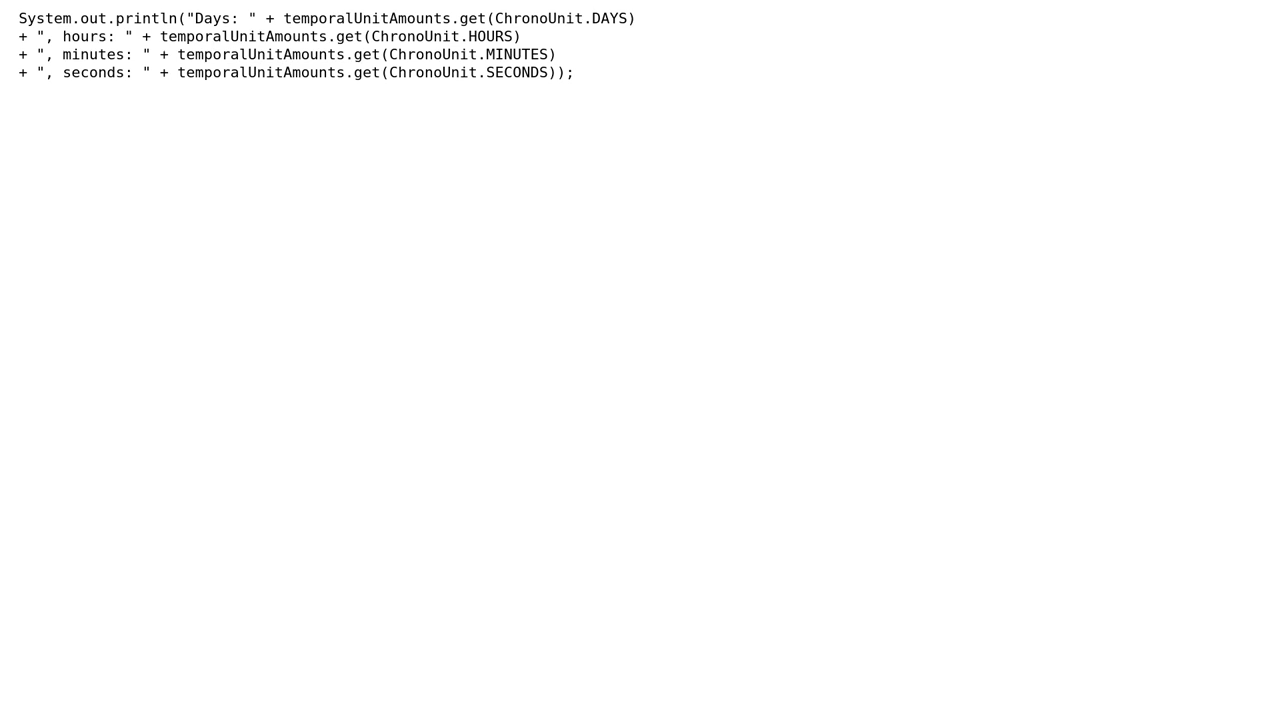 System.out.println("Days: " + temporalUnitAmounts.get(ChronoUnit.DAYS)
+ ", hours: " + temporalUnitAmounts.get(ChronoUnit.HOURS)
+ ", minutes: " + temporalUnitAmounts.get(ChronoUnit.MINUTES)
+ ", seconds: " + temporalUnitAmounts.get(ChronoUnit.SECONDS));